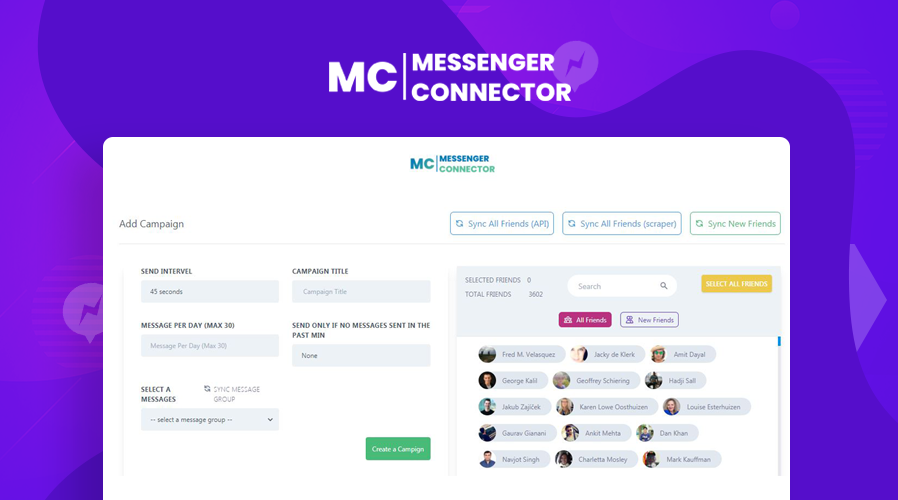 MC MESSENGER
CONNECTOR
MC MESSENGER
CONNECTOR
Add Campaign
Sync All Friends (API)
Sync All Friends (scraper)
Sync New Friends
SEND INTERVEL
45 seconds
CAMPAIGN TITLE
Campaign Title
MESSAGE PER DAY (MAX 30)
Message Per Day (Max 30)
SEND ONLY IF NO MESSAGES SENT IN THE
PAST MIN
None
SELECT A
MESSAGES
SYNC MESSAGE
GROUP
-- select a message group --
Create a Campign
SELECTED FRIENDS 0
TOTAL FRIENDS 3602
Search
SELECT ALL FRIENDS
All Friends
New Friends
Fred M. Velasquez
Jacky de Klerk
Amit Dayal
George Kalil
Geoffrey Schiering
Hadji Sall
Jakub Zajíček
Karen Lowe Oosthuizen
Louise Esterhuizen
Gaurav Gianani
Ankit Mehta
Dan Khan
Navjot Singh
Charletta Mosley
Mark Kauffman